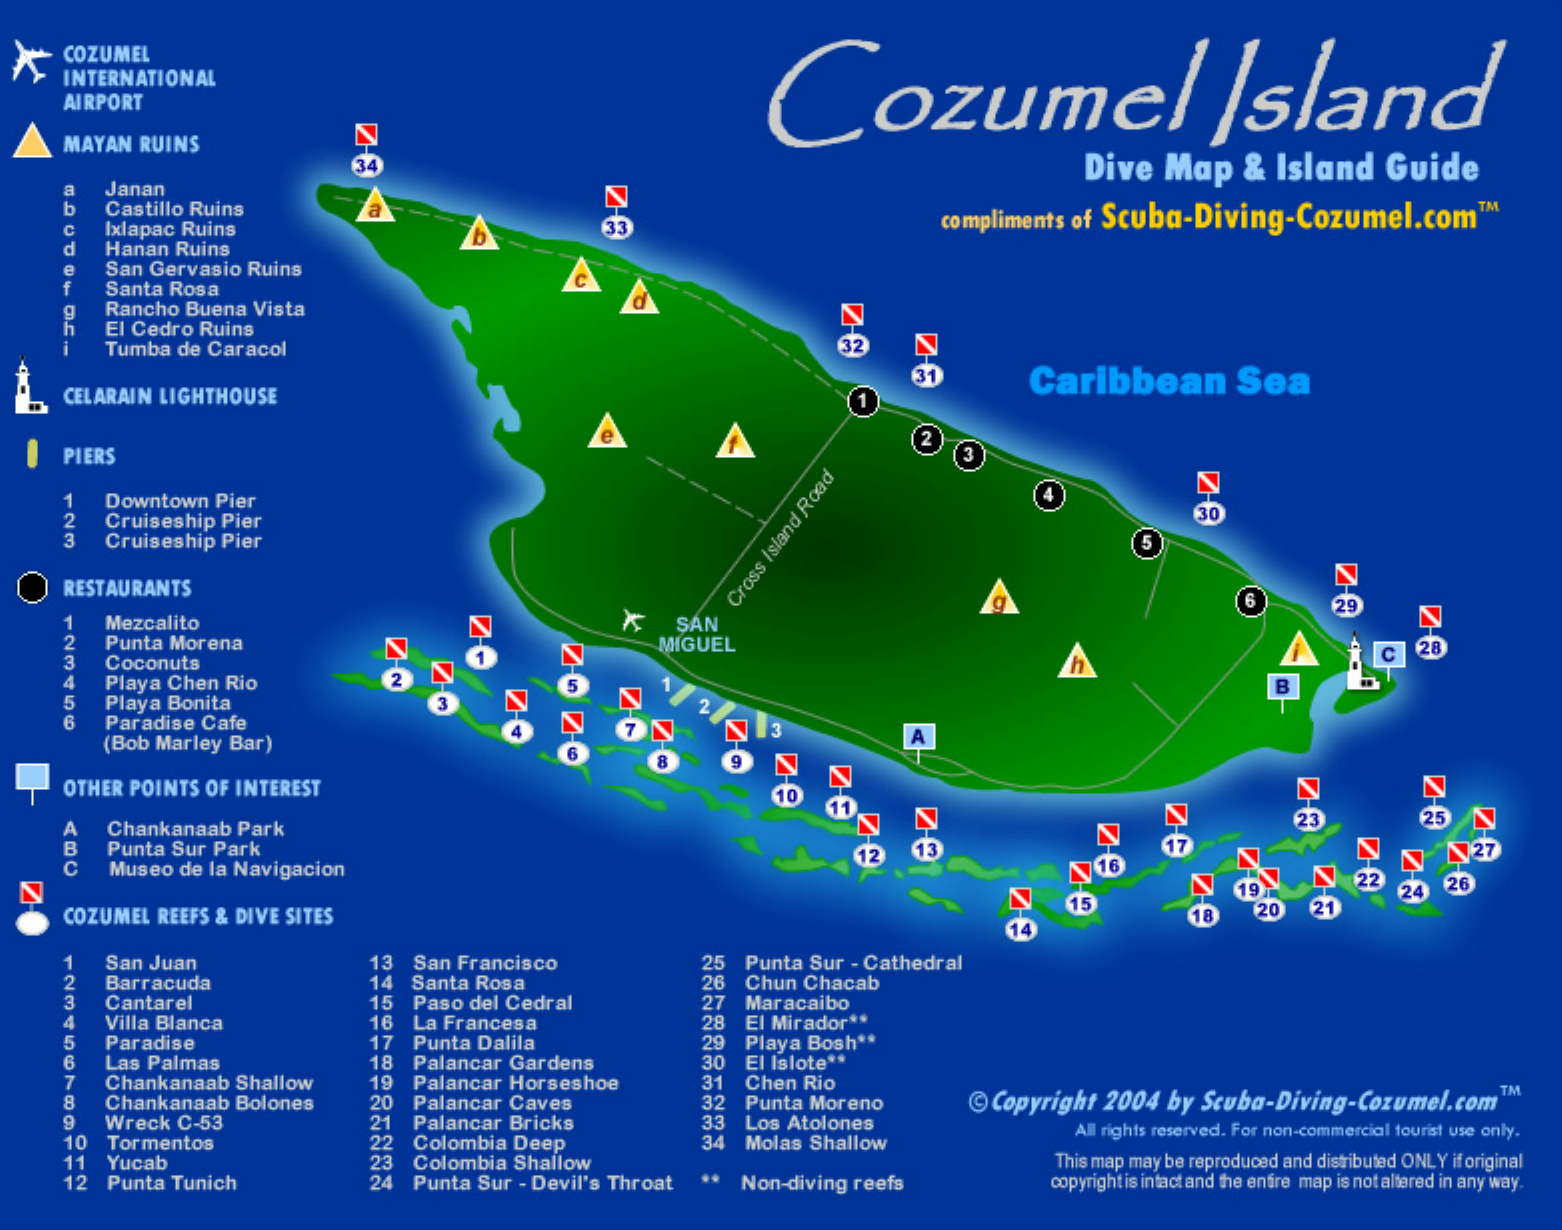 Cozumel Island
Dive Map & Island Guide
compliments of Scuba-Diving-Cozumel.com™
COZUMEL
INTERNATIONAL
AIRPORT
MAYAN RUINS
a Janan
b Castillo Ruins
c Ixlapac Ruins
d Hanan Ruins
e San Gervasio Ruins
f Santa Rosa
g Rancho Buena Vista
h El Cedro Ruins
i Tumba de Caracol
CELARAIN LIGHTHOUSE
PIERS
1 Downtown Pier
2 Cruiseship Pier
3 Cruiseship Pier
RESTAURANTS
1 Mezcalito
2 Punta Morena
3 Coconuts
4 Playa Chen Rio
5 Playa Bonita
6 Paradise Cafe
(Bob Marley Bar)
OTHER POINTS OF INTEREST
A Chankanaab Park
B Punta Sur Park
C Museo de la Navigacion
COZUMEL REEFS & DIVE SITES
1 San Juan
2 Barracuda
3 Cantarel
4 Villa Blanca
5 Paradise
6 Las Palmas
7 Chankanaab Shallow
8 Chankanaab Bolones
9 Wreck C-53
10 Tormentos
11 Yucab
12 Punta Tunich
13 San Francisco
14 Santa Rosa
15 Paso del Cedral
16 La Francesa
17 Punta Dalila
18 Palancar Gardens
19 Palancar Horseshoe
20 Palancar Caves
21 Palancar Bricks
22 Colombia Deep
23 Colombia Shallow
24 Punta Sur - Devil's Throat
25 Punta Sur - Cathedral
26 Chun Chacab
27 Maracaibo
28 El Mirador**
29 Playa Bosh**
30 El Islote**
31 Chen Rio
32 Punta Moreno
33 Los Atolones
34 Molas Shallow
** Non-diving reefs
34
33
32
31
30
29
28
a
b
c
d
e
f
g
h
i
1
2
3
4
5
6
Caribbean Sea
Cross Island Road
SAN
MIGUEL
A
B
C
1
2
3
1
2
3
4
5
6
7
8
9
10
11
12
13
14
15
16
17
18
19
20
21
22
23
24
25
26
27
© Copyright 2004 by Scuba-Diving-Cozumel.com™
All rights reserved. For non-commercial tourist use only.
This map may be reproduced and distributed ONLY if original
copyright is intact and the entire map is not altered in any way.